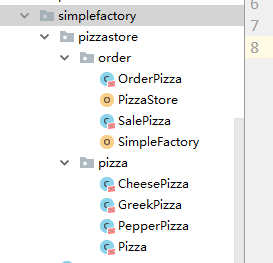 simplefactory
pizzastore
order
OrderPizza
PizzaStore
SalePizza
SimpleFactory
pizza
CheesePizza
GreekPizza
PepperPizza
Pizza
6
7
8